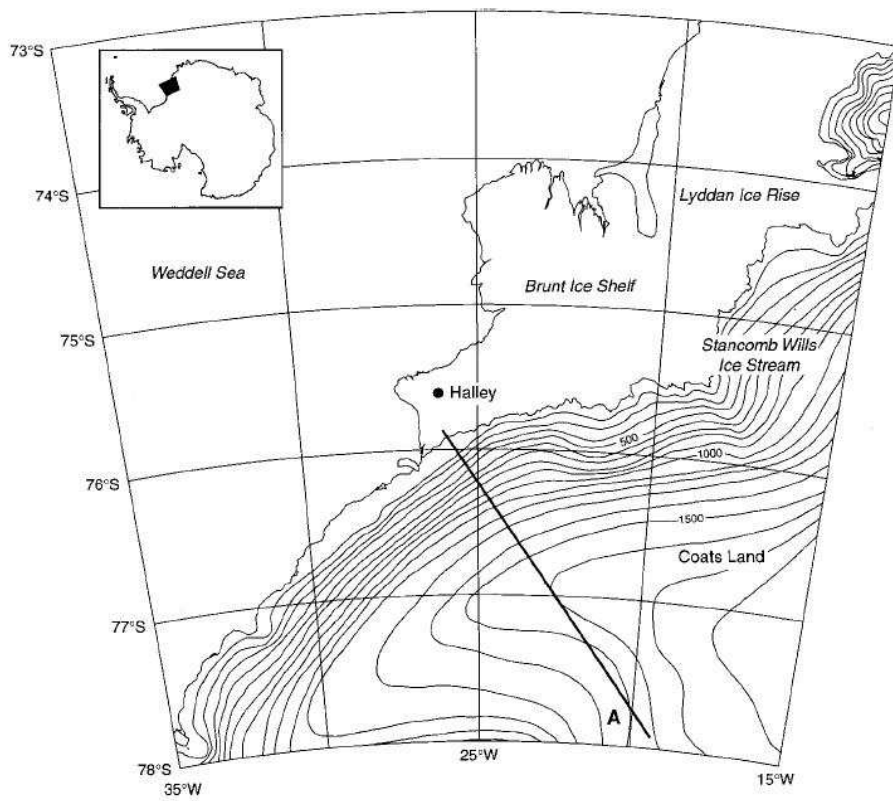 73°S
74°S
Lyddan Ice Rise
Weddell Sea
Brunt Ice Shelf
75°S
Stancomb Wills
Ice Stream
Halley
500
1000
76°S
1500
Coats Land
77°S
A
78°S
25°W
35°W
15°W